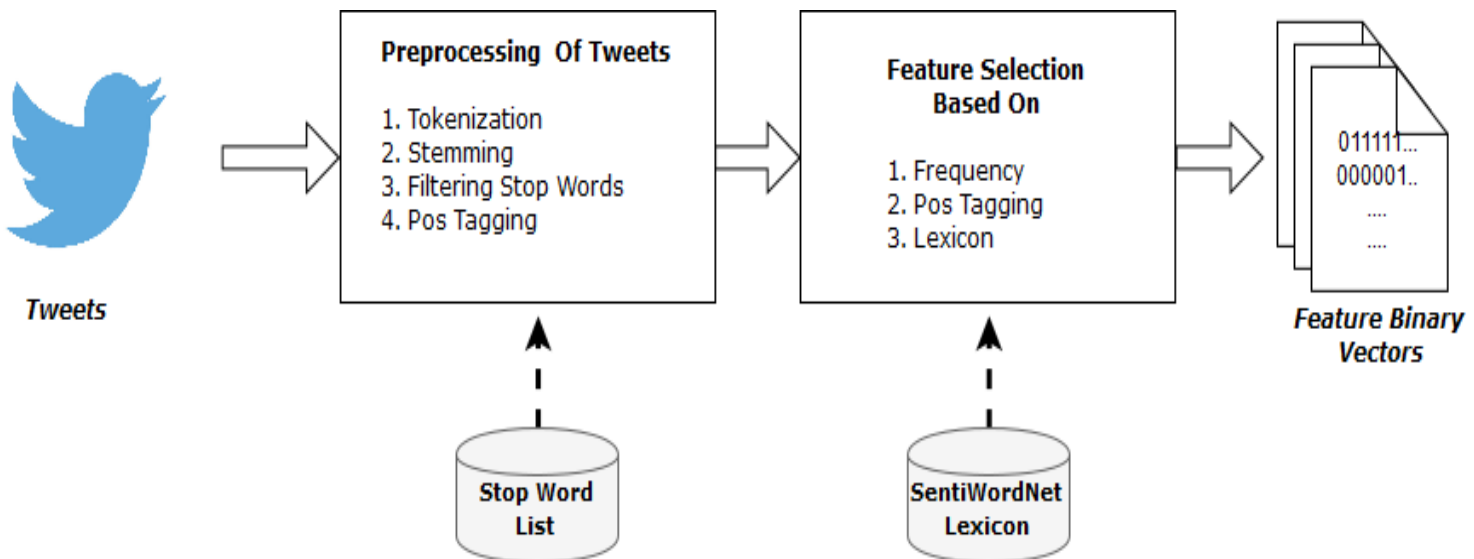 Tweets
Preprocessing Of Tweets
1. Tokenization
2. Stemming
3. Filtering Stop Words
4. Pos Tagging
Stop Word
List
Feature Selection
Based On
1. Frequency
2. Pos Tagging
3. Lexicon
SentiWordNet
Lexicon
011111...
000001..
....
....
Feature Binary
Vectors